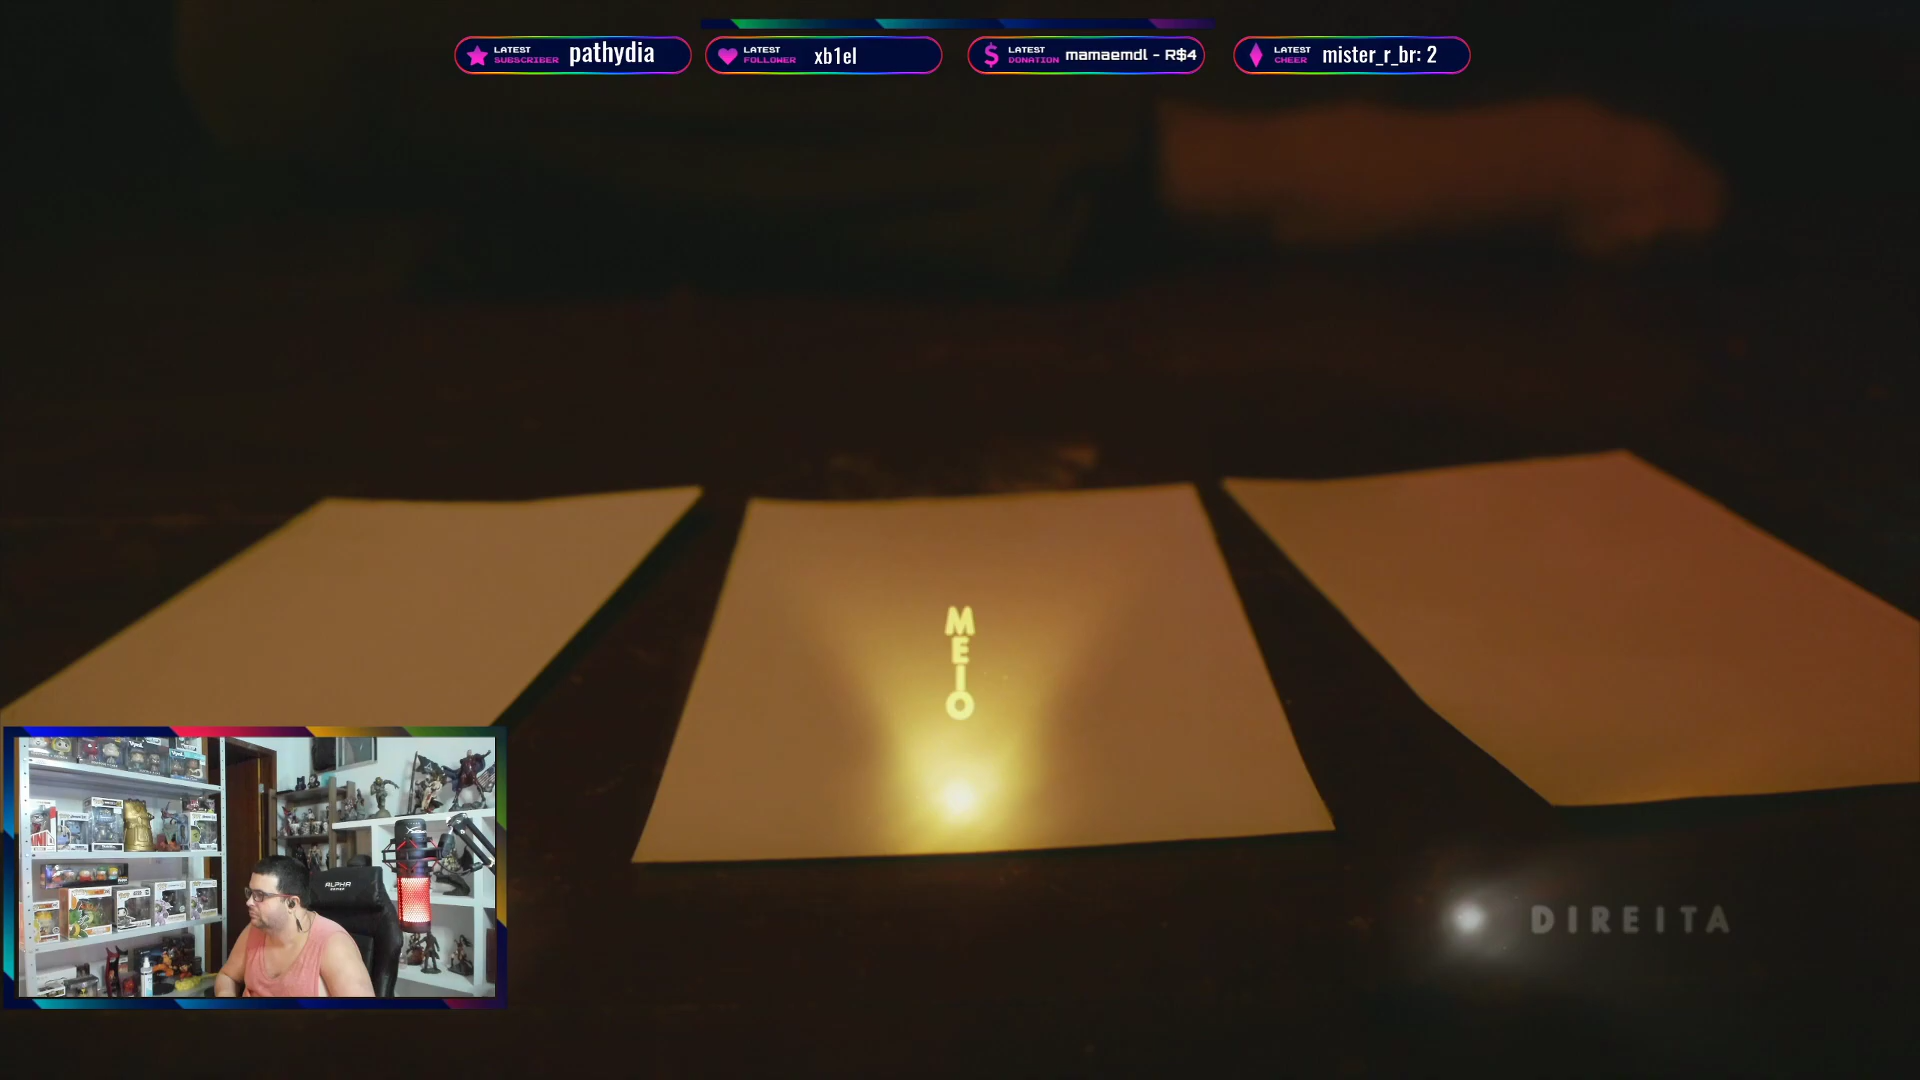 LATEST SUBSCRIBER pathydia
LATEST FOLLOWER xb1el
LATEST DONATION mamaemdl - R$4
LATEST CHEER mister_r_br: 2
MEIO
DIREITA
ALPHA